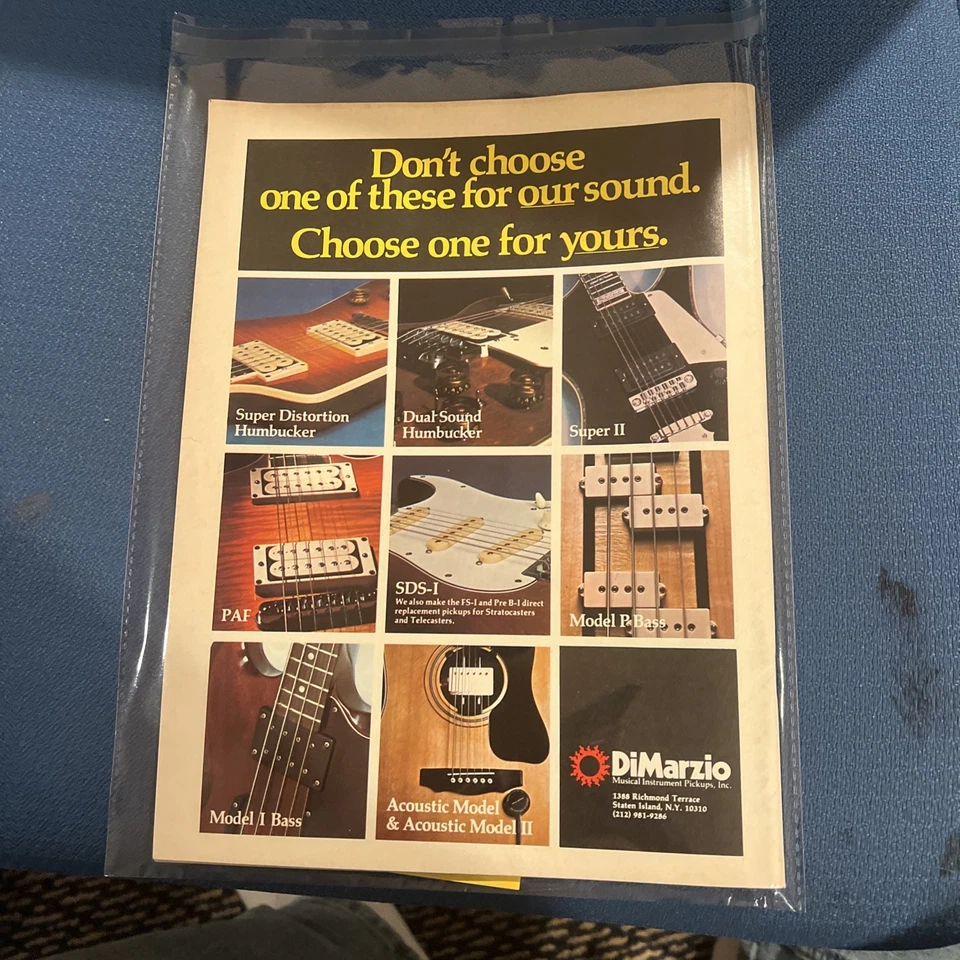 Don't choose
one of these for our sound.
Choose one for yours.
Super Distortion
Humbucker
Dual Sound
Humbucker
Super II
PAF
SDS-I
We also make the FS-I and Pre B-I direct
replacement pickups for Stratocasters
and Telecasters.
Model P Bass
Model I Bass
Acoustic Model
& Acoustic Model II
DiMarzio
Musical Instrument Pickups, Inc.
1388 Richmond Terrace
Staten Island, N.Y. 10310
(212) 981-9286